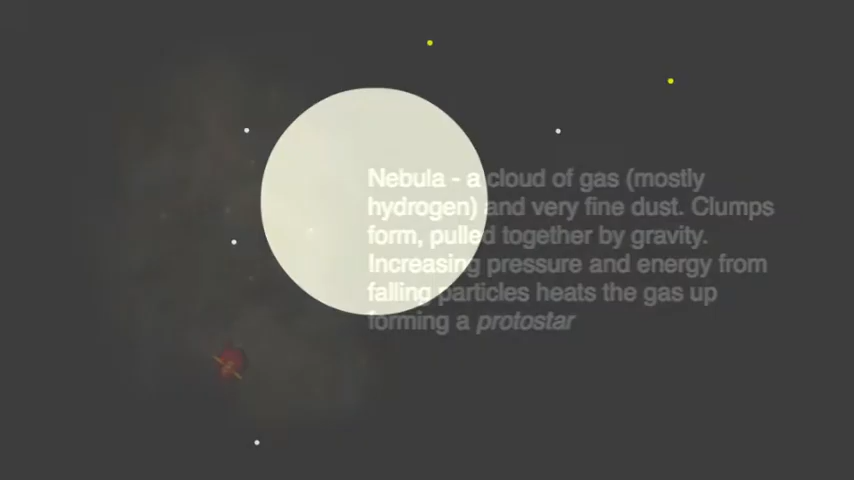 Nebula - a cloud of gas (mostly
hydrogen) and very fine dust. Clumps
form, pulled together by gravity.
Increasing pressure and energy from
falling particles heats the gas up
forming a protostar